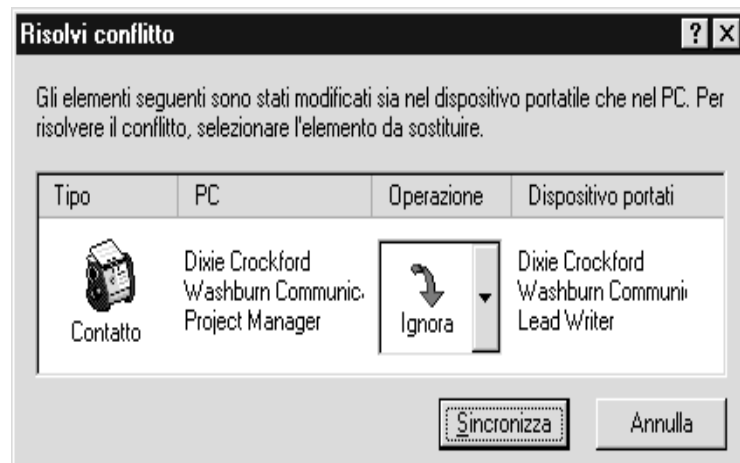 Risolvi conflitto
Gli elementi seguenti sono stati modificati sia nel dispositivo portatile che nel PC. Per
risolvere il conflitto, selezionare l'elemento da sostituire.
Tipo PC Operazione Dispositivo portati
Dixie Crockford Dixie Crockford
Washburn Communic Washburn Communi
Contatto Project Manager Ignora Lead Writer
Sincronizza Annulla